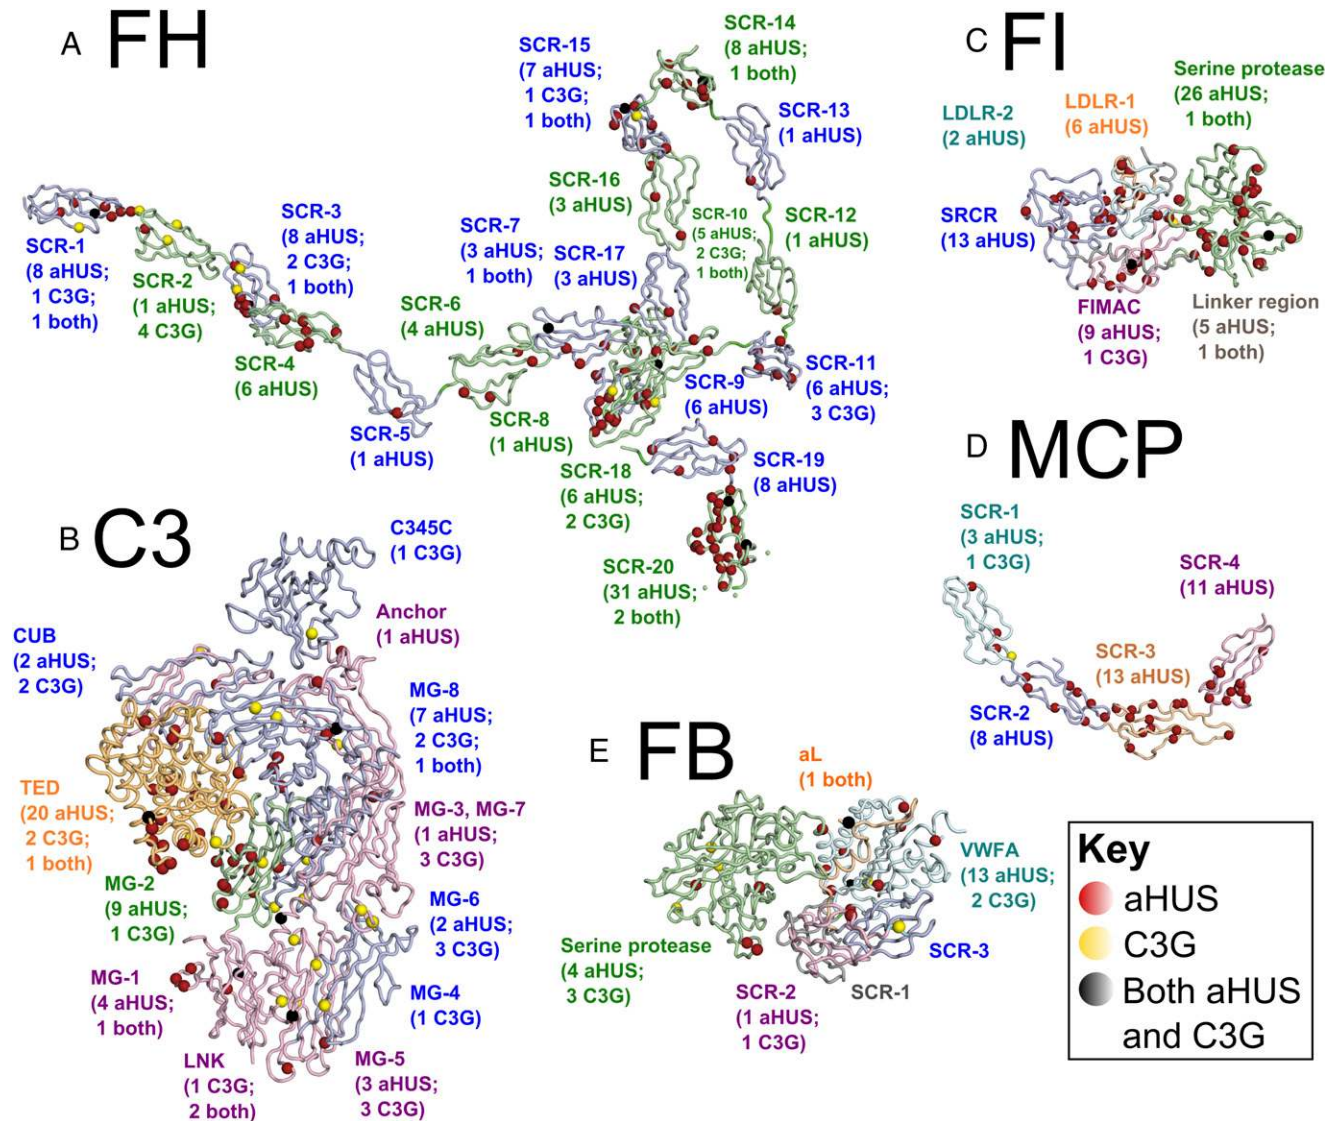 A FH
SCR-1
(8 aHUS;
1 C3G;
1 both)
SCR-2
(1 aHUS;
4 C3G)
SCR-3
(8 aHUS;
2 C3G;
1 both)
SCR-4
(6 aHUS)
SCR-5
(1 aHUS)
SCR-6
(4 aHUS)
SCR-7
(3 aHUS;
1 both)
SCR-8
(1 aHUS)
SCR-9
(6 aHUS)
SCR-10
(5 aHUS;
2 C3G;
1 both)
SCR-11
(6 aHUS;
3 C3G)
SCR-12
(1 aHUS)
SCR-13
(1 aHUS)
SCR-14
(8 aHUS;
1 both)
SCR-15
(7 aHUS;
1 C3G;
1 both)
SCR-16
(3 aHUS)
SCR-17
(3 aHUS)
SCR-18
(6 aHUS;
2 C3G)
SCR-19
(8 aHUS)
SCR-20
(31 aHUS;
2 both)
B C3
C345C
(1 C3G)
Anchor
(1 aHUS)
CUB
(2 aHUS;
2 C3G)
MG-8
(7 aHUS;
2 C3G;
1 both)
TED
(20 aHUS;
2 C3G;
1 both)
MG-3, MG-7
(1 aHUS;
3 C3G)
MG-2
(9 aHUS;
1 C3G)
MG-6
(2 aHUS;
3 C3G)
MG-1
(4 aHUS;
1 both)
MG-4
(1 C3G)
LNK
(1 C3G;
2 both)
MG-5
(3 aHUS;
3 C3G)
C FI
LDLR-2
(2 aHUS)
LDLR-1
(6 aHUS)
Serine protease
(26 aHUS;
1 both)
SRCR
(13 aHUS)
FIMAC
(9 aHUS;
1 C3G)
Linker region
(5 aHUS;
1 both)
D MCP
SCR-1
(3 aHUS;
1 C3G)
SCR-2
(8 aHUS)
SCR-3
(13 aHUS)
SCR-4
(11 aHUS)
E FB
aL
(1 both)
VWFA
(13 aHUS;
2 C3G)
Serine protease
(4 aHUS;
3 C3G)
SCR-2
(1 aHUS;
1 C3G)
SCR-1
SCR-3
Key
aHUS
C3G
Both aHUS
and C3G